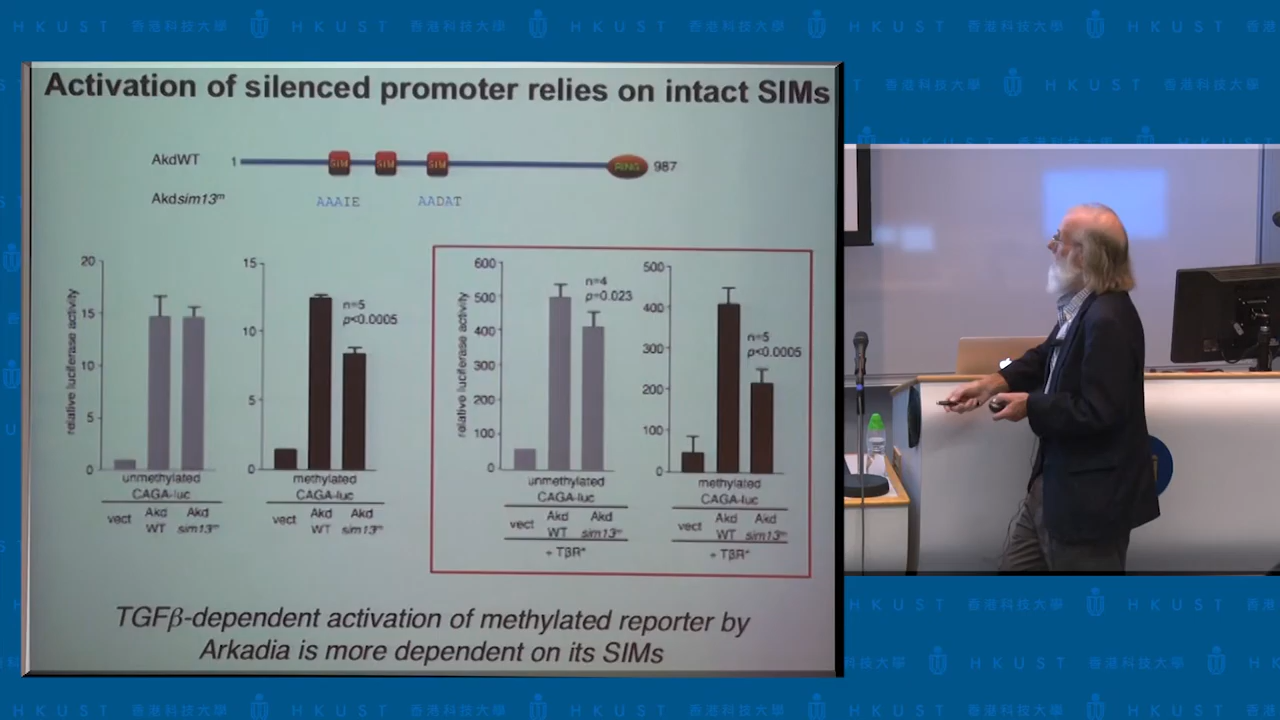 HKUST 香港科技大學
Activation of silenced promoter relies on intact SIMs
AkdWT 1 SIM SIM SIM RING 987
Akdsim13ᵐ AAAIE AADAT
relative luciferase activity
20
15
10
5
0
unmethylated
CAGA-luc
vect Akd WT Akd sim13ᵐ
15
10
5
0
n=5
p<0.0005
methylated
CAGA-luc
vect Akd WT Akd sim13ᵐ
relative luciferase activity
600
500
400
300
200
100
0
n=4
p=0.023
unmethylated
CAGA-luc
vect Akd WT Akd sim13ᵐ
+ TβR*
500
400
300
200
100
0
n=5
p<0.0005
methylated
CAGA-luc
vect Akd WT Akd sim13ᵐ
+ TβR*
TGFβ-dependent activation of methylated reporter by
Arkadia is more dependent on its SIMs